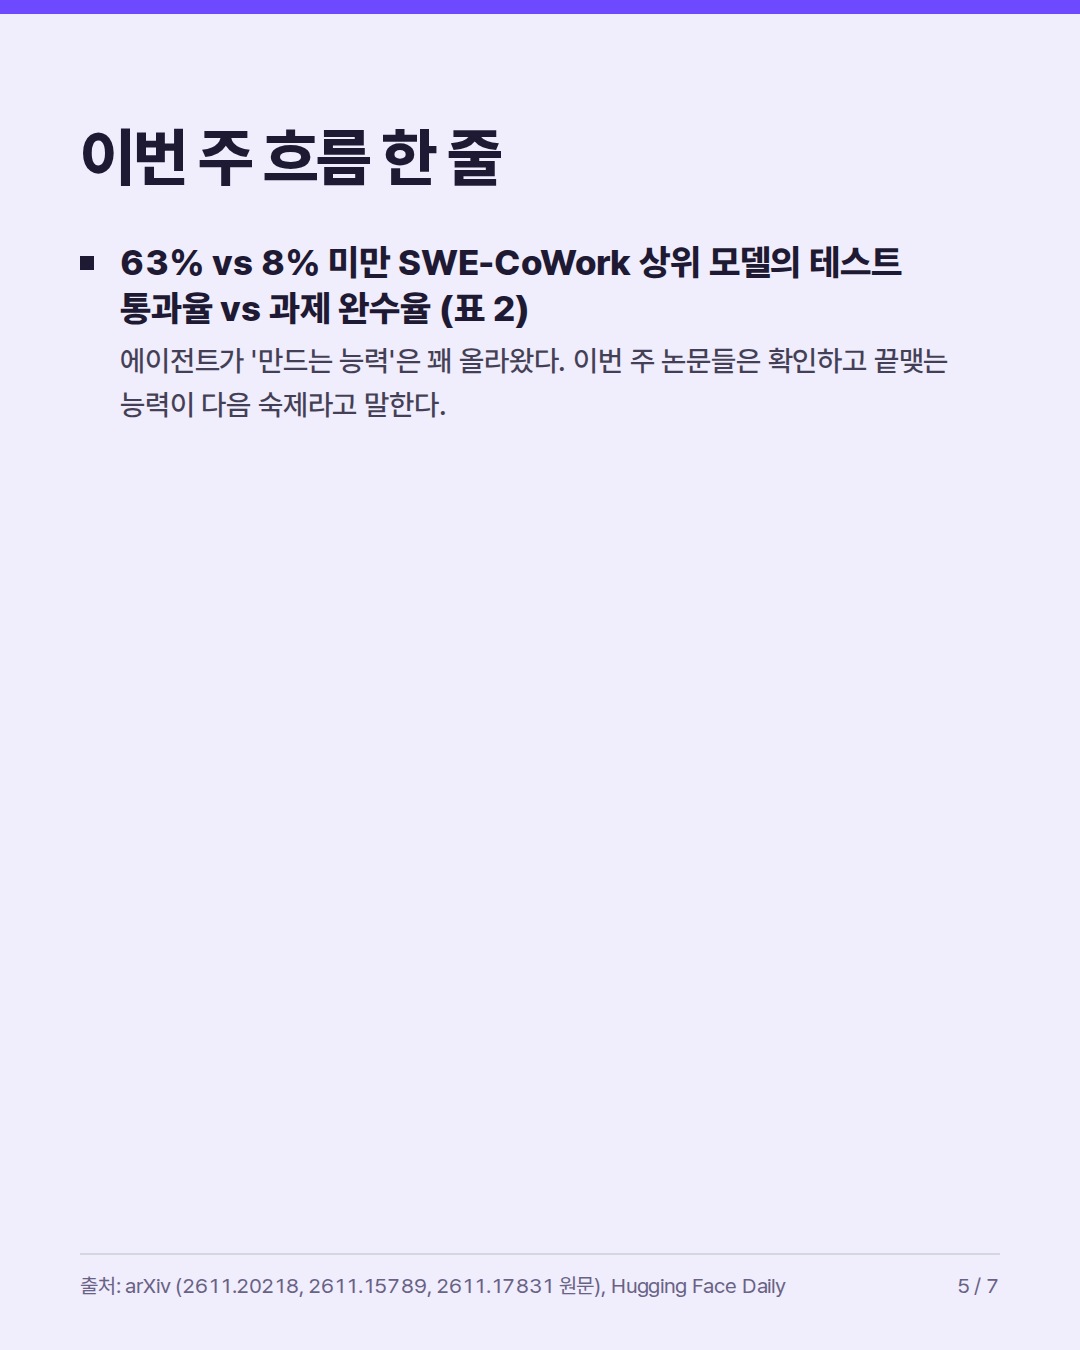 이번 주 흐름 한 줄
63% vs 8% 미만 SWE-CoWork 상위 모델의 테스트
통과율 vs 과제 완수율 (표 2)
에이전트가 '만드는 능력'은 꽤 올라왔다. 이번 주 논문들은 확인하고 끝맺는
능력이 다음 숙제라고 말한다.
출처: arXiv (2611.20218, 2611.15789, 2611.17831 원문), Hugging Face Daily
5 / 7